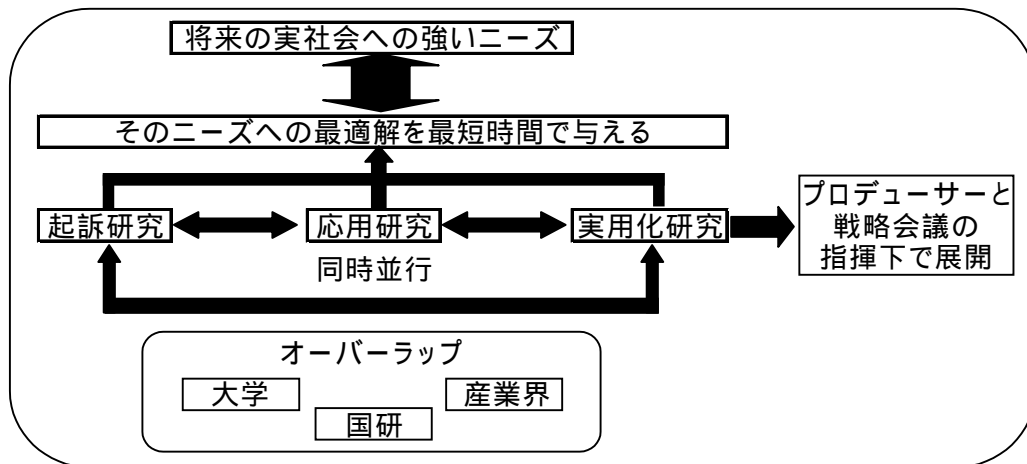 将来の実社会への強いニーズ
そのニーズへの最適解を最短時間で与える
起訴研究
応用研究
実用化研究
プロデューサーと
戦略会議の
指揮下で展開
同時並行
オーバーラップ
大学
産業界
国研